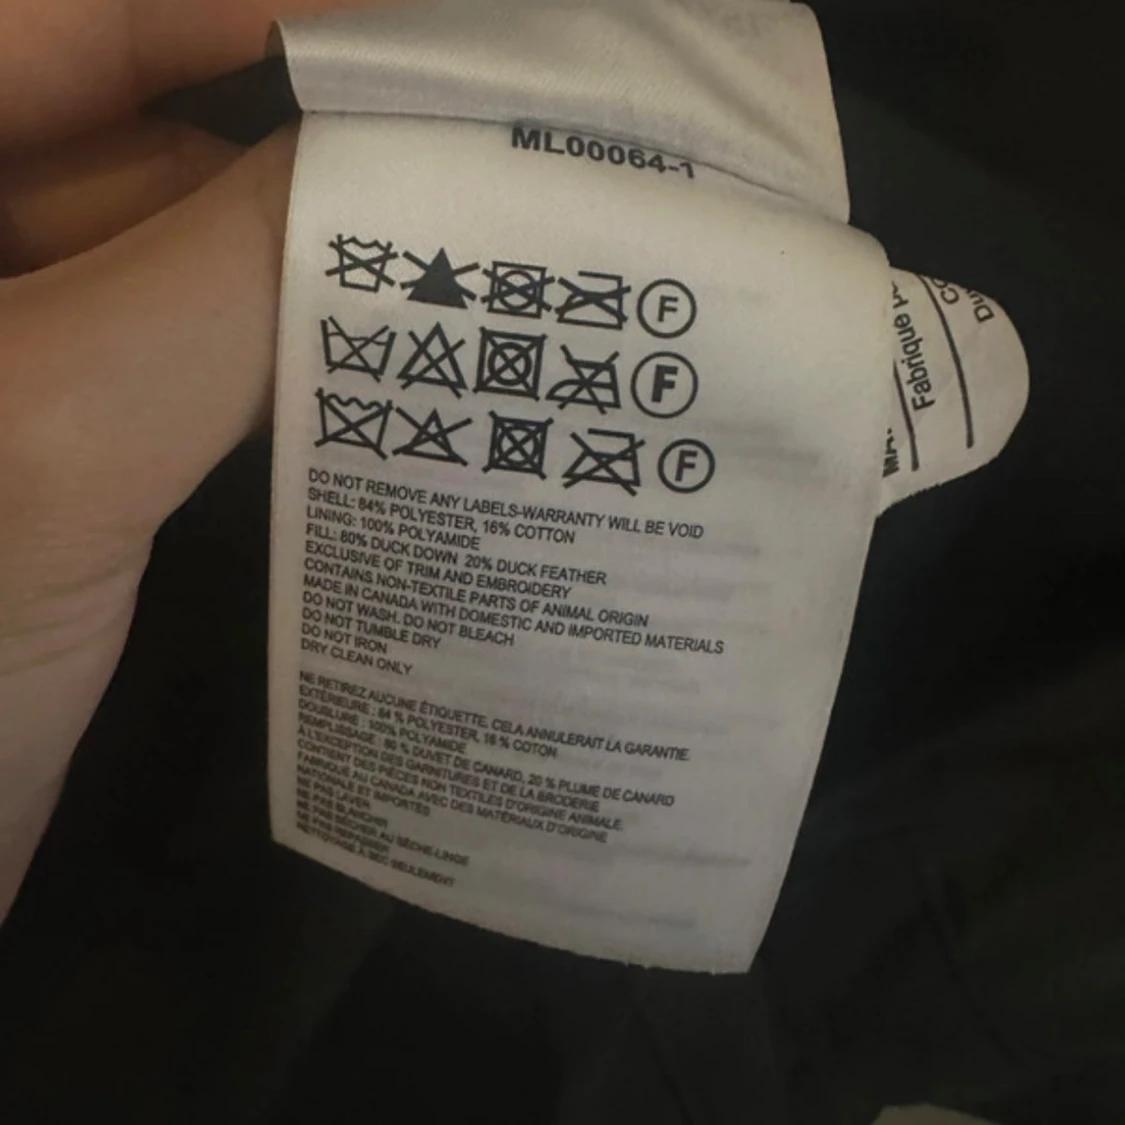 ML00064-1
F
F
F
DO NOT REMOVE ANY LABELS-WARRANTY WILL BE VOID
SHELL: 84% POLYESTER, 16% COTTON
LINING: 100% POLYAMIDE
FILL: 80% DUCK DOWN 20% DUCK FEATHER
EXCLUSIVE OF TRIM AND EMBROIDERY
CONTAINS NON-TEXTILE PARTS OF ANIMAL ORIGIN
MADE IN CANADA WITH DOMESTIC AND IMPORTED MATERIALS
DO NOT WASH. DO NOT BLEACH
DO NOT TUMBLE DRY
DO NOT IRON
DRY CLEAN ONLY
NE RETIREZ AUCUNE ÉTIQUETTE. CELA ANNULERAIT LA GARANTIE.
EXTÉRIEURE : 84 % POLYESTER, 16 % COTON
DOUBLURE : 100% POLYAMIDE
REMPLISSAGE : 80 % DUVET DE CANARD, 20 % PLUME DE CANARD
À L'EXCEPTION DES GARNITURES ET DE LA BRODERIE
CONTIENT DES PIÈCES NON TEXTILES D'ORIGINE ANIMALE.
FABRIQUÉ AU CANADA AVEC DES MATÉRIAUX D'ORIGINE
NATIONALE ET IMPORTÉS
NE PAS LAVER
NE PAS BLANCHIR
NE PAS SÉCHER AU SÈCHE-LINGE
NE PAS REPASSER
NETTOYAGE À SEC SEULEMENT
Fabriqué